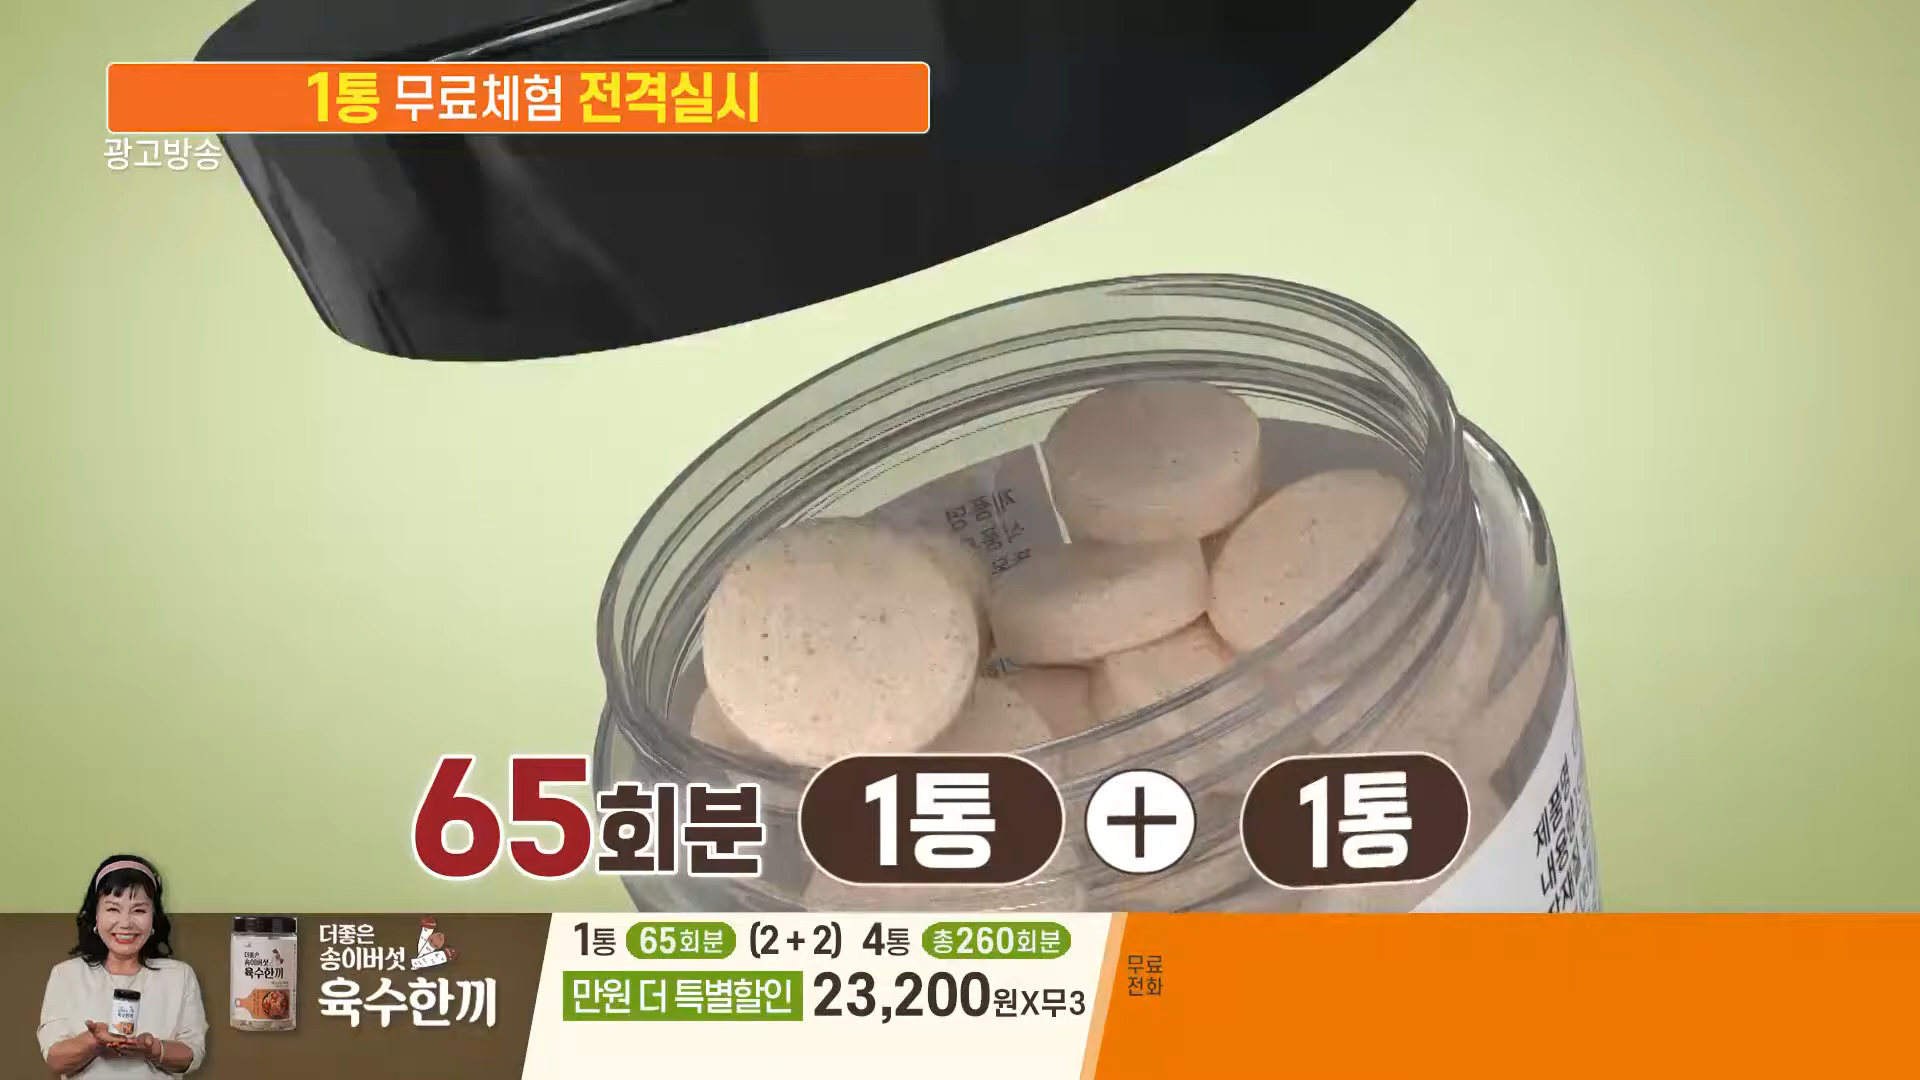 1통 무료체험 전격실시
광고방송
65회분 1통 + 1통
더좋은
송이버섯
육수한끼
1통 65회분 (2+2) 4통 총260회분
만원 더 특별할인 23,200원X무3
무료
전화